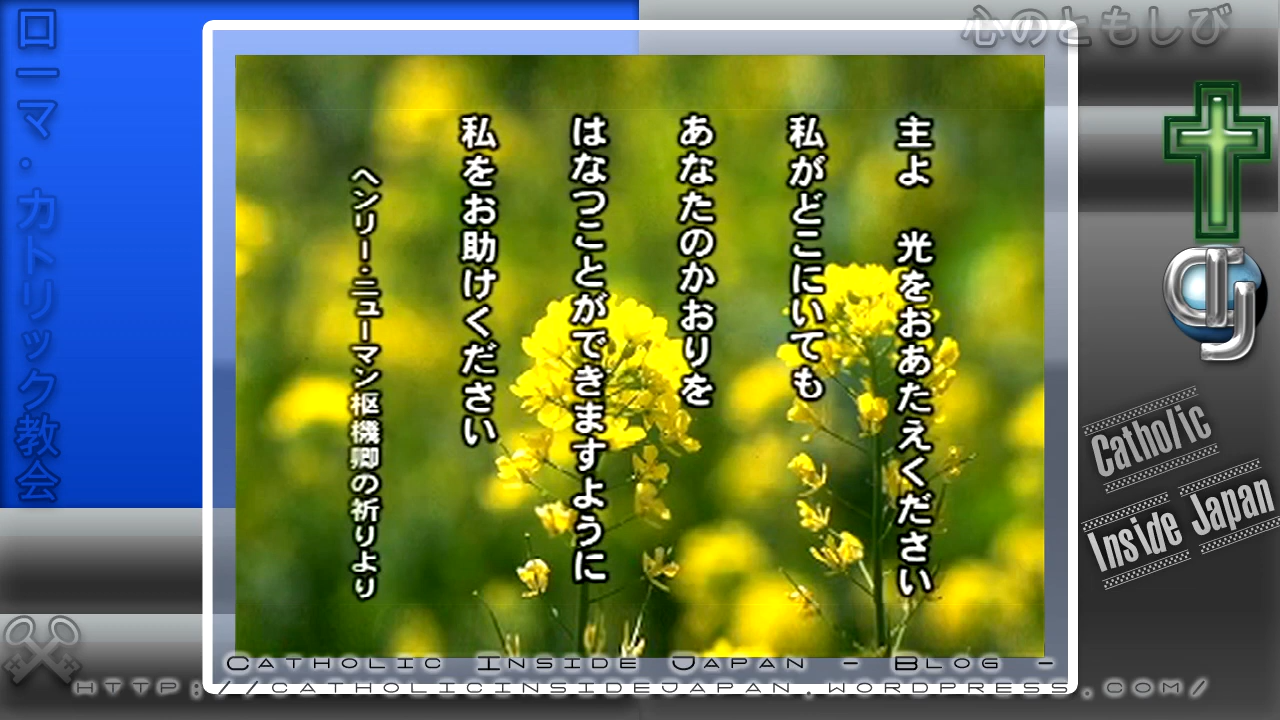 ローマ・カトリック教会
心のともしび
主よ　光をおあたえください
私がどこにいても
あなたのかおりを
はなつことができますように
私をお助けください
ヘンリー・ニューマン枢機卿の祈りより
CIJ
Catholic
Inside Japan
Catholic Inside Japan - Blog -
http://catholicinsidejapan.wordpress.com/